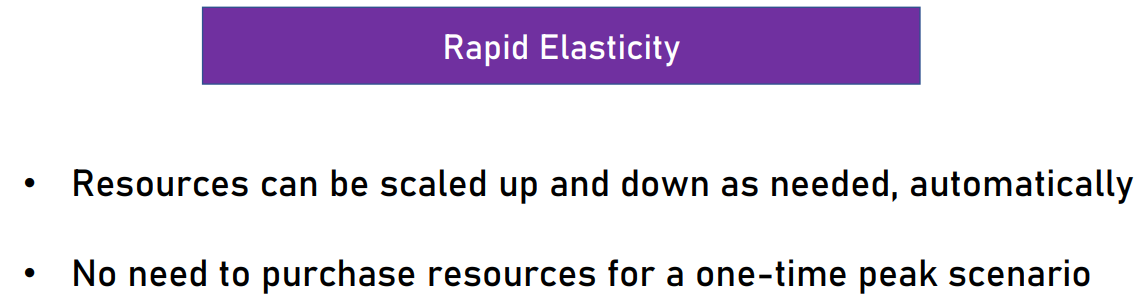 Rapid Elasticity
• Resources can be scaled up and down as needed, automatically
• No need to purchase resources for a one-time peak scenario